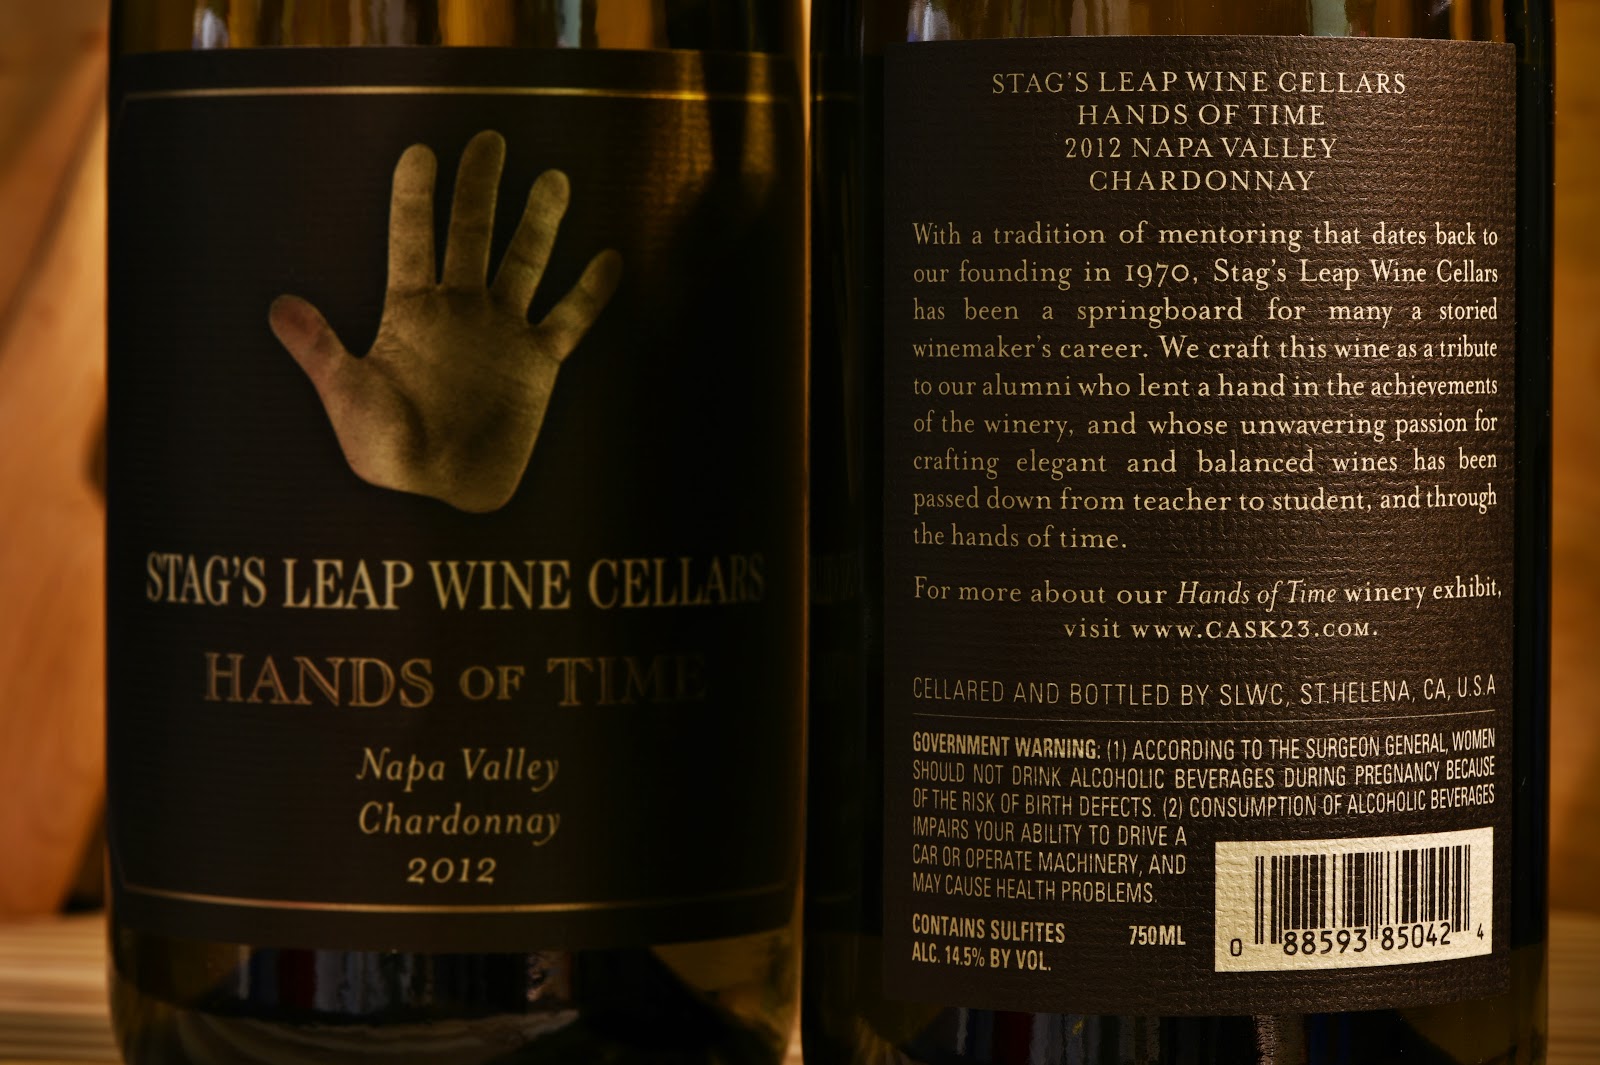 STAG'S LEAP WINE CELLARS
HANDS OF TIME
Napa Valley
Chardonnay
2012
STAG'S LEAP WINE CELLARS
HANDS OF TIME
2012 NAPA VALLEY
CHARDONNAY
With a tradition of mentoring that dates back to
our founding in 1970, Stag's Leap Wine Cellars
has been a springboard for many a storied
winemaker's career. We craft this wine as a tribute
to our alumni who lent a hand in the achievements
of the winery, and whose unwavering passion for
crafting elegant and balanced wines has been
passed down from teacher to student, and through
the hands of time.
For more about our Hands of Time winery exhibit,
visit www.CASK23.COM.
CELLARED AND BOTTLED BY SLWC, ST.HELENA, CA, U.S.A
GOVERNMENT WARNING: (1) ACCORDING TO THE SURGEON GENERAL, WOMEN
SHOULD NOT DRINK ALCOHOLIC BEVERAGES DURING PREGNANCY BECAUSE
OF THE RISK OF BIRTH DEFECTS. (2) CONSUMPTION OF ALCOHOLIC BEVERAGES
IMPAIRS YOUR ABILITY TO DRIVE A
CAR OR OPERATE MACHINERY, AND
MAY CAUSE HEALTH PROBLEMS.
CONTAINS SULFITES 750ML
ALC. 14.5% BY VOL.
0 88593 85042 4